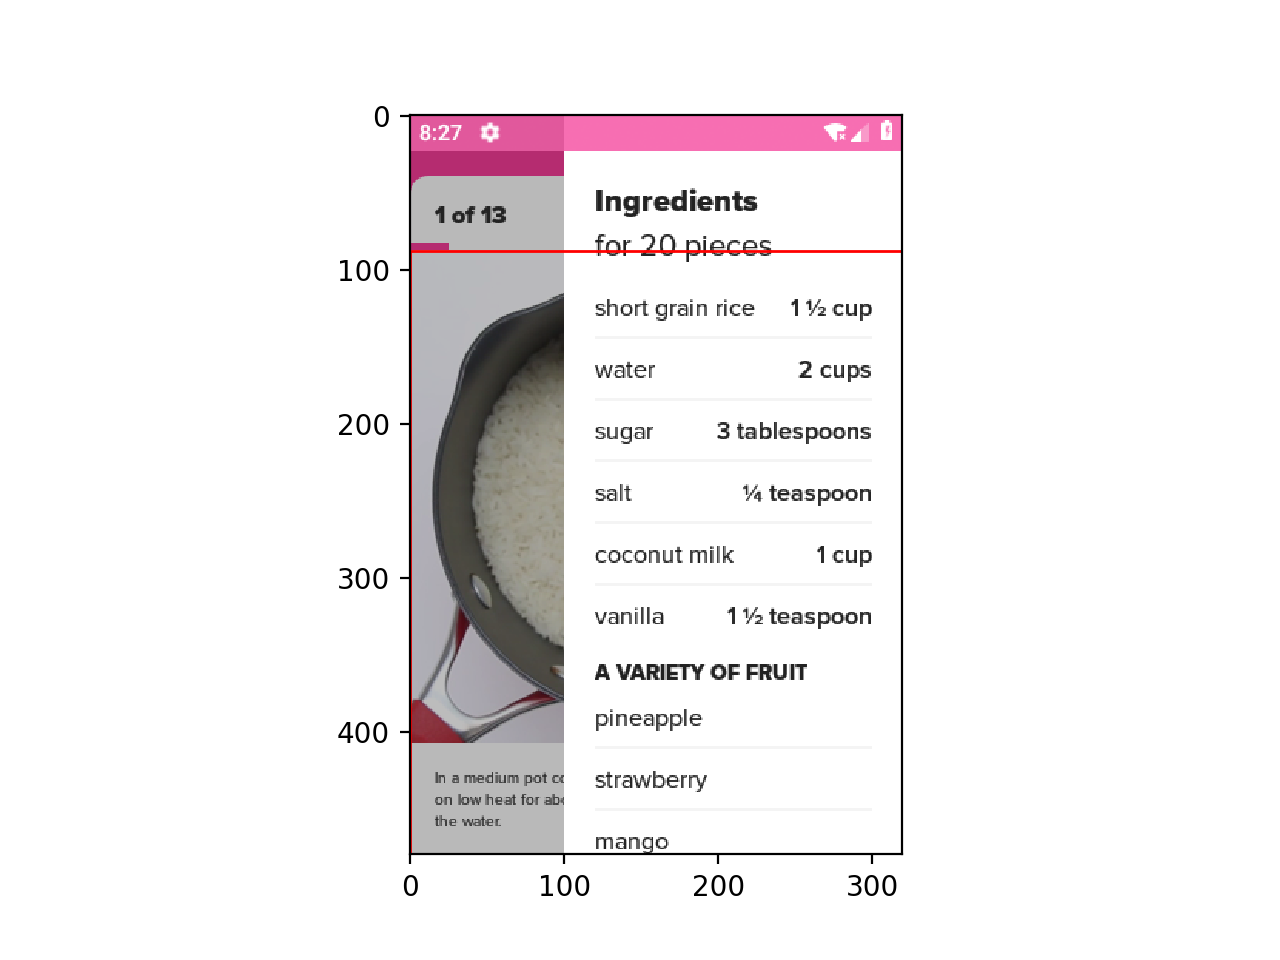 0
100
200
300
400
0
100
200
300
8:27
1 of 13
In a medium pot
on low heat for
the water.
Ingredients
for 20 pieces
short grain rice 1 ½ cup
water 2 cups
sugar 3 tablespoons
salt ¼ teaspoon
coconut milk 1 cup
vanilla 1 ½ teaspoon
A VARIETY OF FRUIT
pineapple
strawberry
mango